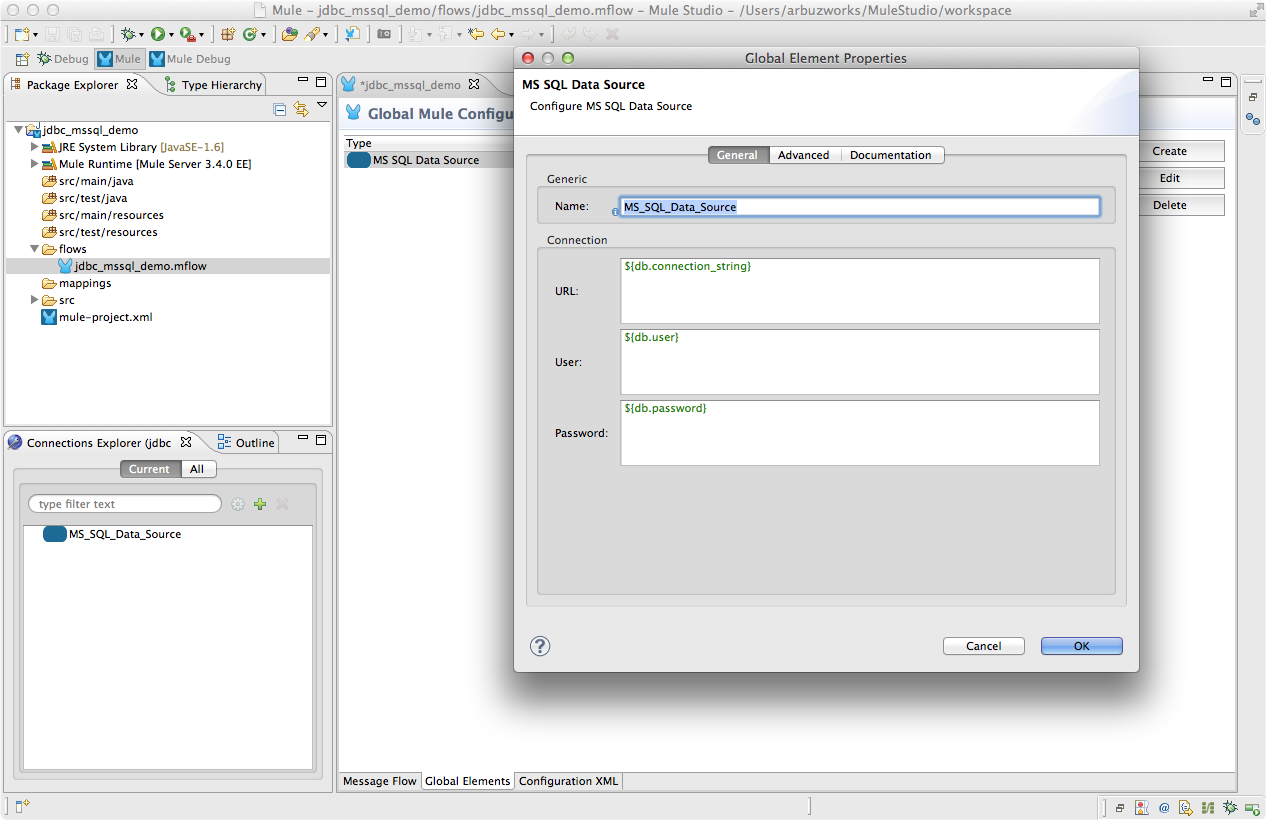 Mule – jdbc_mssql_demo/flows/jdbc_mssql_demo.mflow – Mule Studio – /Users/arbuzworks/MuleStudio/workspace
Debug Mule Mule Debug
Package Explorer Type Hierarchy
jdbc_mssql_demo
JRE System Library [JavaSE-1.6]
Mule Runtime [Mule Server 3.4.0 EE]
src/main/java
src/test/java
src/main/resources
src/test/resources
flows
jdbc_mssql_demo.mflow
mappings
src
mule-project.xml
Connections Explorer (jdbc Outline
Current All
type filter text
MS_SQL_Data_Source
*jdbc_mssql_demo
Global Mule Configu
Type
MS SQL Data Source
Create
Edit
Delete
Message Flow Global Elements Configuration XML
Global Element Properties
MS SQL Data Source
Configure MS SQL Data Source
General Advanced Documentation
Generic
Name: MS_SQL_Data_Source
Connection
URL: ${db.connection_string}
User: ${db.user}
Password: ${db.password}
? Cancel OK